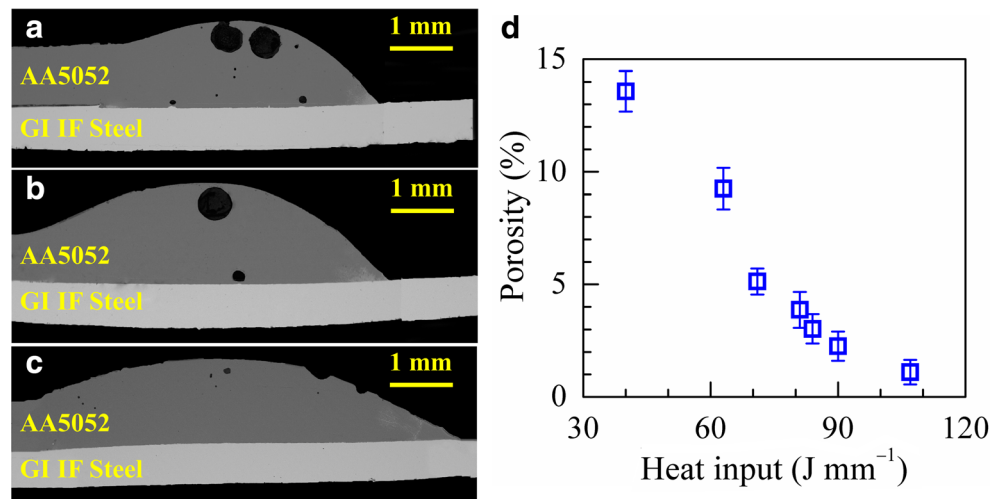 a
1 mm
AA5052
GI IF Steel
b
1 mm
AA5052
GI IF Steel
c
1 mm
AA5052
GI IF Steel
d
15
10
5
0
Porosity (%)
30 60 90 120
Heat input (J mm⁻¹)